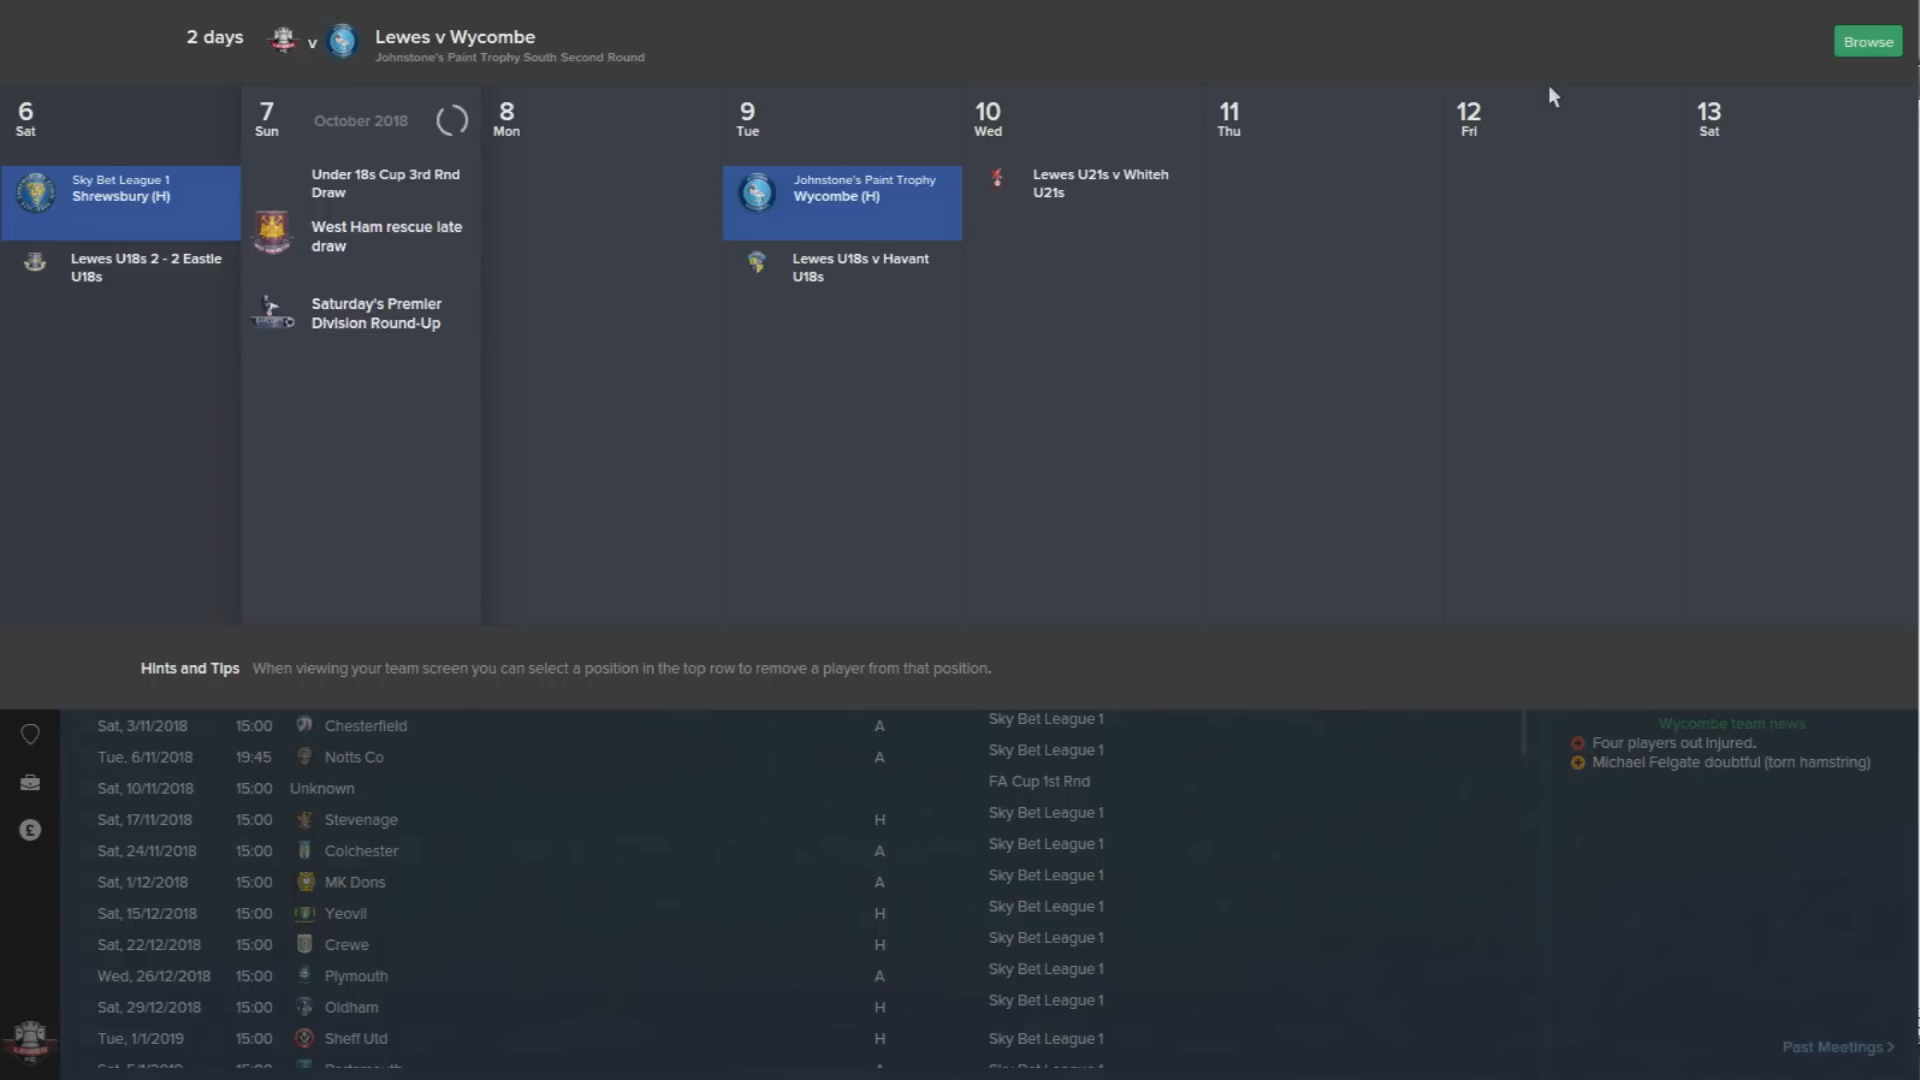 2 days
v
Lewes v Wycombe
Johnstone's Paint Trophy South Second Round
Browse
6
Sat
7
Sun
October 2018
8
Mon
9
Tue
10
Wed
11
Thu
12
Fri
13
Sat
Sky Bet League 1
Shrewsbury (H)
Lewes U18s 2 - 2 Eastle
U18s
Under 18s Cup 3rd Rnd
Draw
West Ham rescue late
draw
Saturday's Premier
Division Round-Up
Johnstone's Paint Trophy
Wycombe (H)
Lewes U18s v Havant
U18s
Lewes U21s v Whiteh
U21s
Hints and Tips When viewing your team screen you can select a position in the top row to remove a player from that position.
Sat, 3/11/2018 15:00 Chesterfield A Sky Bet League 1
Tue, 6/11/2018 19:45 Notts Co A Sky Bet League 1
Sat, 10/11/2018 15:00 Unknown FA Cup 1st Rnd
Sat, 17/11/2018 15:00 Stevenage H Sky Bet League 1
Sat, 24/11/2018 15:00 Colchester A Sky Bet League 1
Sat, 1/12/2018 15:00 MK Dons A Sky Bet League 1
Sat, 15/12/2018 15:00 Yeovil H Sky Bet League 1
Sat, 22/12/2018 15:00 Crewe H Sky Bet League 1
Wed, 26/12/2018 15:00 Plymouth A Sky Bet League 1
Sat, 29/12/2018 15:00 Oldham H Sky Bet League 1
Tue, 1/1/2019 15:00 Sheff Utd H Sky Bet League 1
Wycombe team news
Four players out injured.
Michael Felgate doubtful (torn hamstring)
Past Meetings >